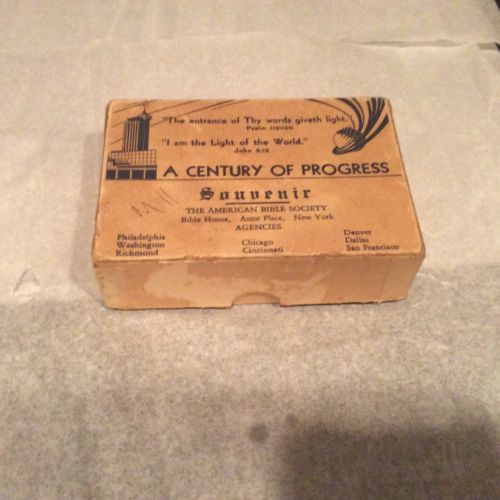 "The entrance of Thy words giveth light."
Psalm 119:130
"I am the Light of the World."
John 8:12
A CENTURY OF PROGRESS
Souvenir
THE AMERICAN BIBLE SOCIETY
Bible House, Astor Place, New York
AGENCIES
Philadelphia
Washington
Richmond
Chicago
Cincinnati
Denver
Dallas
San Francisco